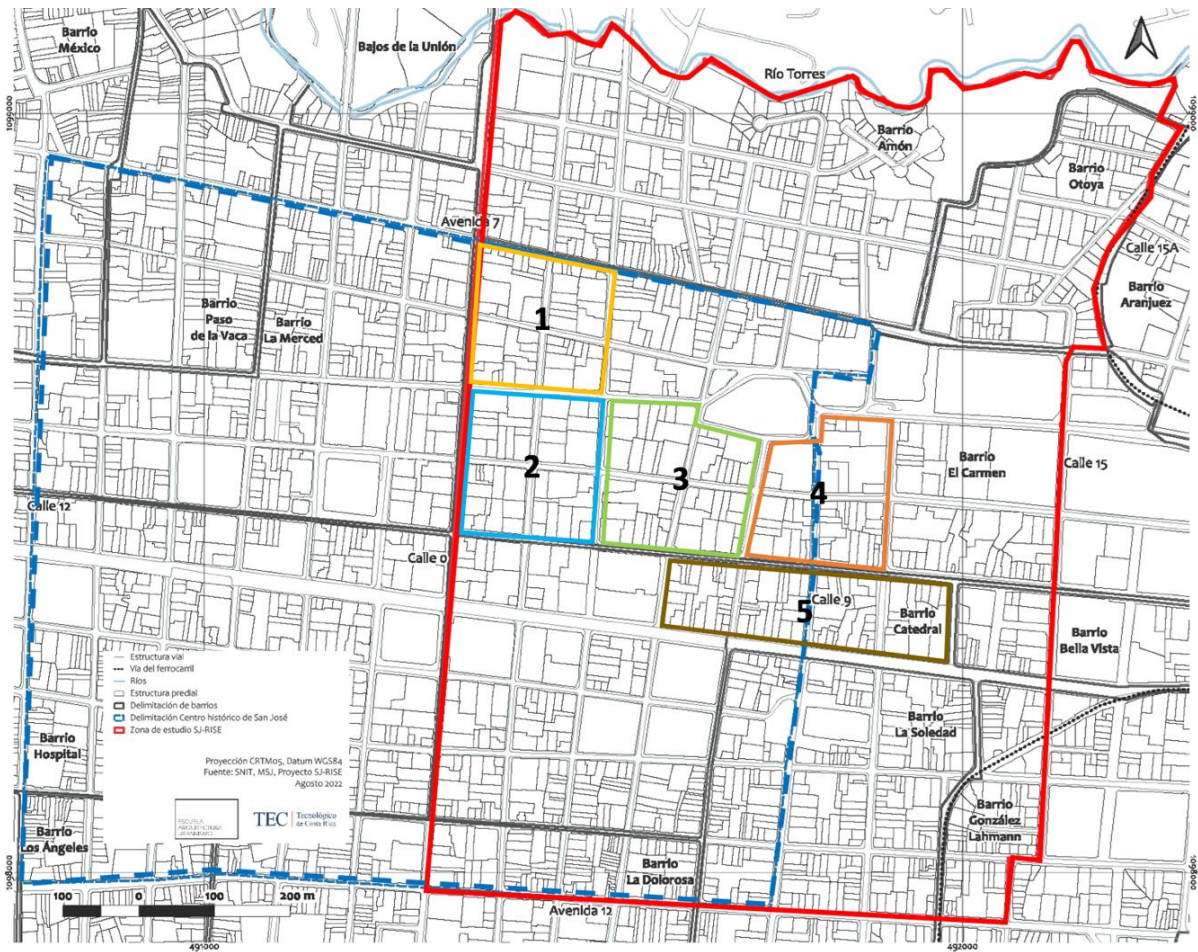 Barrio
México
Bajos de la Unión
Río Torres
Barrio
Amón
Barrio
Otoya
1099000
1099000
Avenida 7
Calle 15A
Barrio
Aranjuez
Barrio
Paso
de la Vaca
Barrio
La Merced
1
2
3
4
Barrio
El Carmen
Calle 15
Calle 12
Calle 0
5
Calle 9
Barrio
Catedral
Barrio
Bella Vista
Estructura vial
Vía del ferrocarril
Ríos
Estructura predial
Delimitación de barrios
Delimitación Centro histórico de San José
Zona de estudio SJ-RISE
Barrio
Hospital
Barrio
La Soledad
Proyección CRTM05, Datum WGS84
Fuente: SNIT, MSJ, Proyecto SJ-RISE
Agosto 2022
ESCUELA
ARQUITECTURA
URBANISMO
TEC Tecnológico
de Costa Rica
Barrio
González
Lahmann
Barrio
Los Ángeles
Barrio
La Dolorosa
1098000
1098000
100 0 100 200 m
Avenida 12
491000
492000